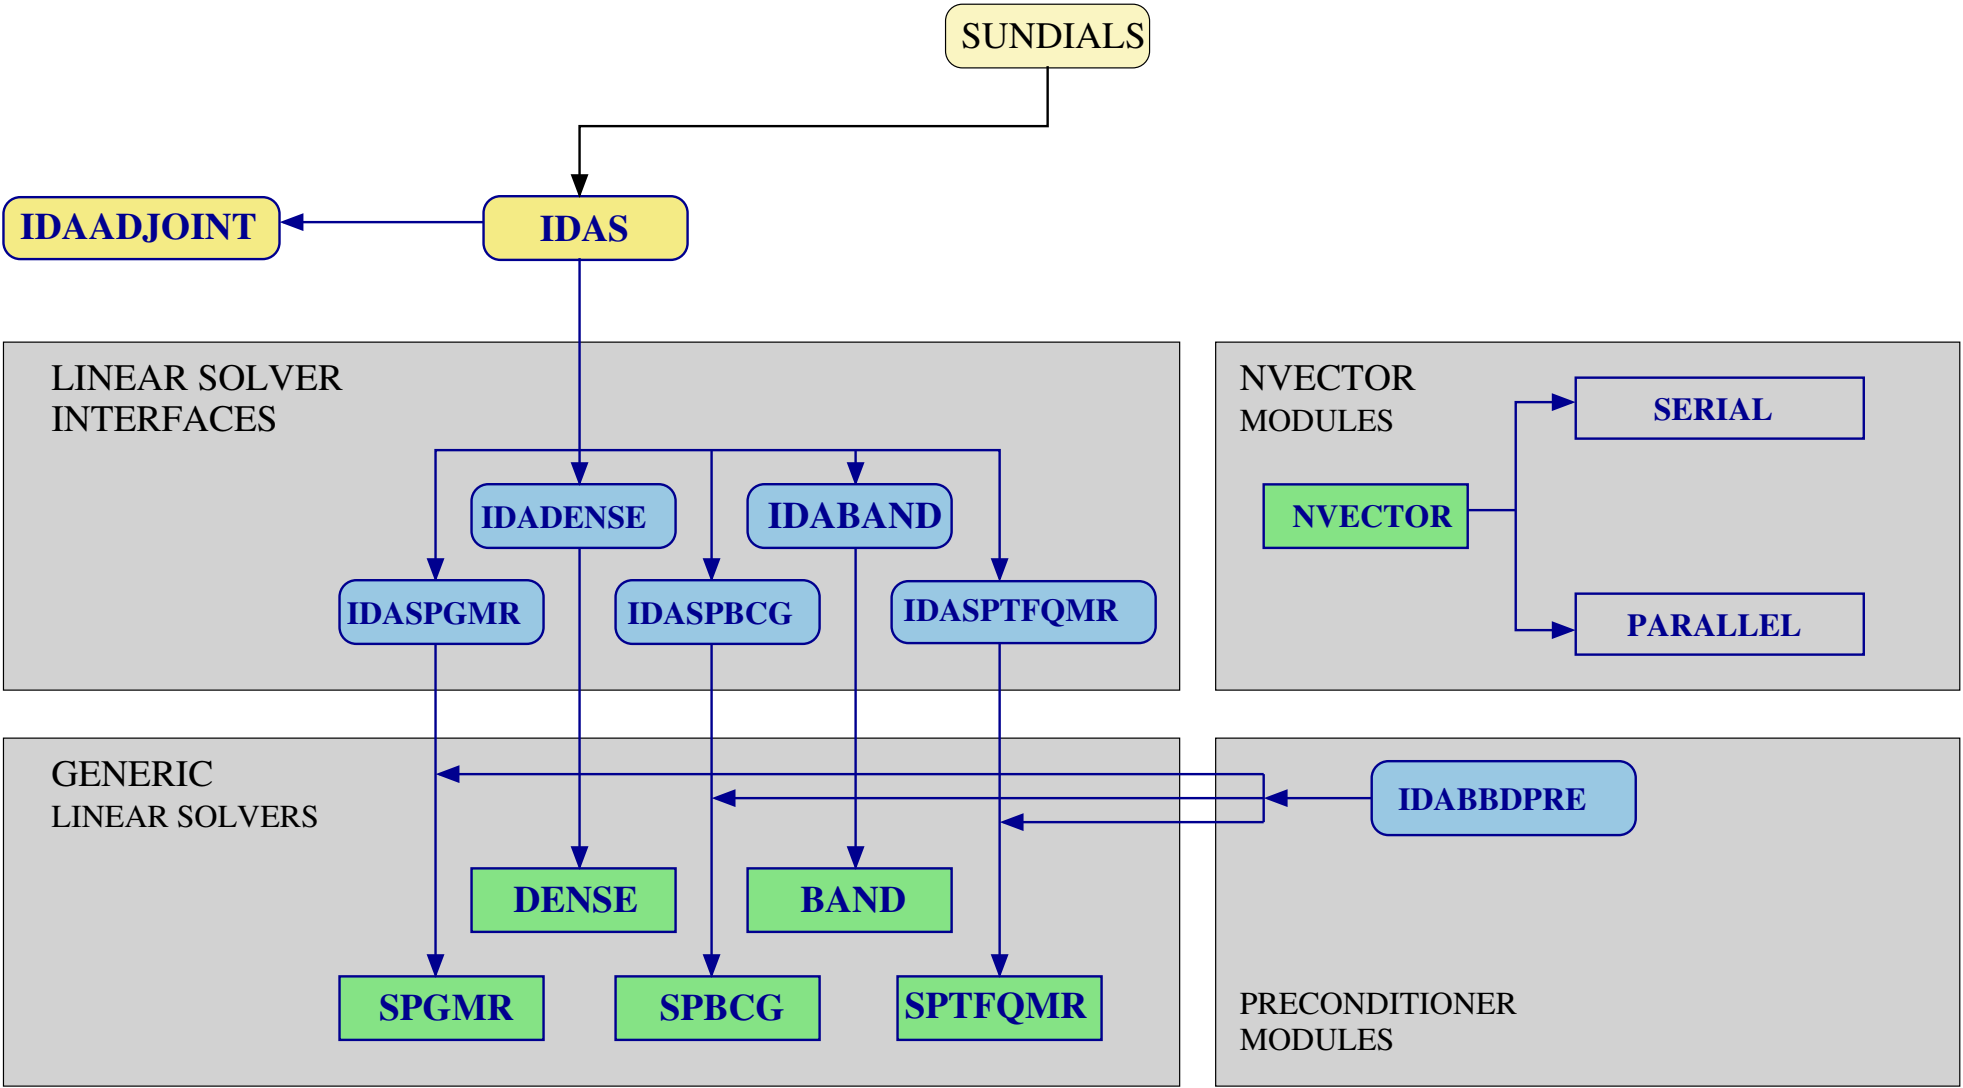 SUNDIALS
IDAADJOINT
IDAS
LINEAR SOLVER
INTERFACES
IDADENSE
IDABAND
IDASPGMR
IDASPBCG
IDASPTFQMR
NVECTOR
MODULES
SERIAL
NVECTOR
PARALLEL
GENERIC
LINEAR SOLVERS
DENSE
BAND
SPGMR
SPBCG
SPTFQMR
IDABBDPRE
PRECONDITIONER
MODULES